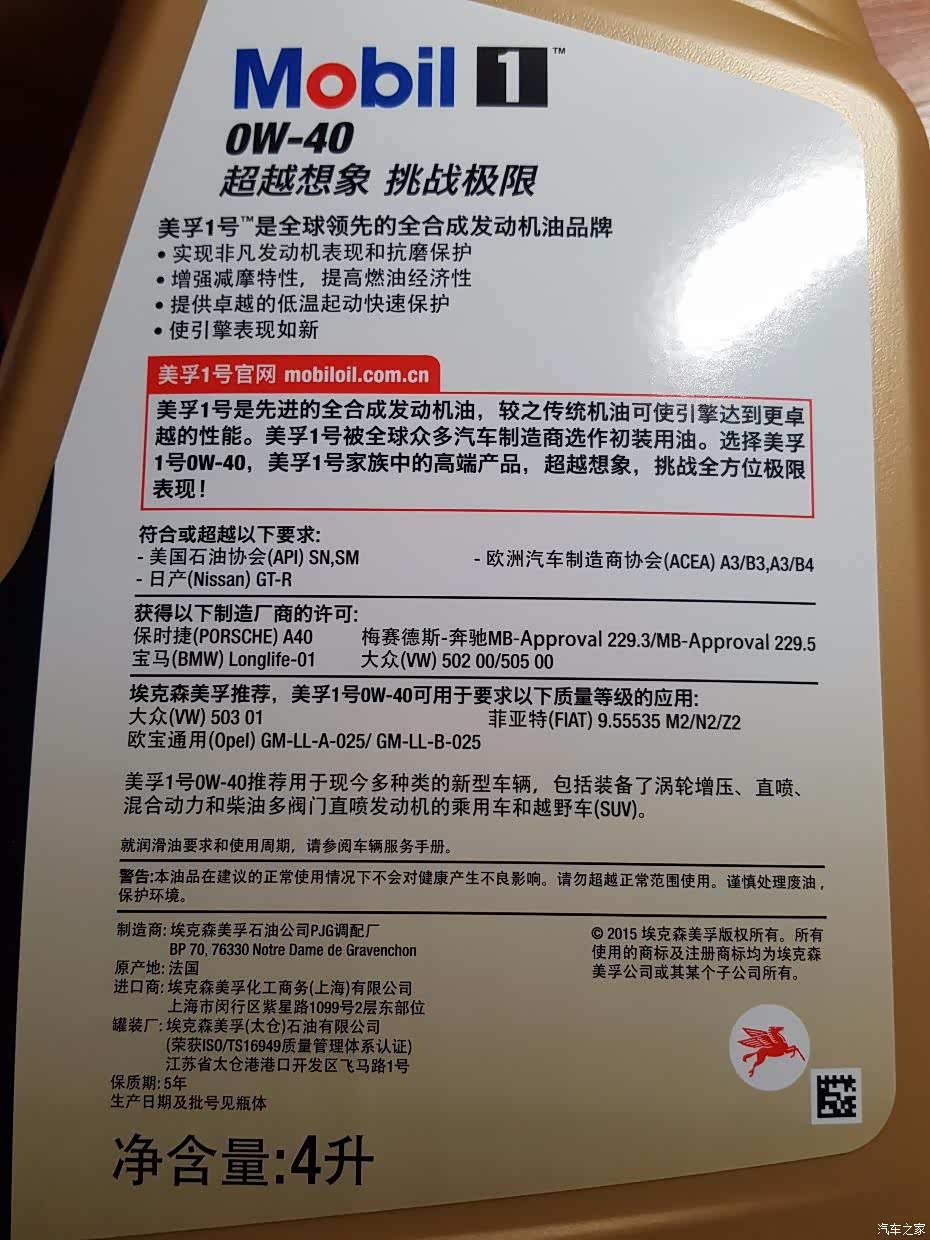 Mobil 1™
0W-40
超越想象 挑战极限
美孚1号™是全球领先的全合成发动机油品牌
• 实现非凡发动机表现和抗磨保护
• 增强减摩特性，提高燃油经济性
• 提供卓越的低温起动快速保护
• 使引擎表现如新
美孚1号官网 mobiloil.com.cn
美孚1号是先进的全合成发动机油，较之传统机油可使引擎达到更卓
越的性能。美孚1号被全球众多汽车制造商选作初装用油。选择美孚
1号0W-40，美孚1号家族中的高端产品，超越想象，挑战全方位极限
表现！
符合或超越以下要求:
- 美国石油协会(API) SN,SM - 欧洲汽车制造商协会(ACEA) A3/B3,A3/B4
- 日产(Nissan) GT-R
获得以下制造厂商的许可:
保时捷(PORSCHE) A40 梅赛德斯-奔驰MB-Approval 229.3/MB-Approval 229.5
宝马(BMW) Longlife-01 大众(VW) 502 00/505 00
埃克森美孚推荐，美孚1号0W-40可用于要求以下质量等级的应用:
大众(VW) 503 01 菲亚特(FIAT) 9.55535 M2/N2/Z2
欧宝通用(Opel) GM-LL-A-025/ GM-LL-B-025
美孚1号0W-40推荐用于现今多种类的新型车辆，包括装备了涡轮增压、直喷、
混合动力和柴油多阀门直喷发动机的乘用车和越野车(SUV)。
就润滑油要求和使用周期，请参阅车辆服务手册。
警告:本油品在建议的正常使用情况下不会对健康产生不良影响。请勿超越正常范围使用。谨慎处理废油，
保护环境。
制造商: 埃克森美孚石油公司PJG调配厂
BP 70, 76330 Notre Dame de Gravenchon
原产地: 法国
进口商: 埃克森美孚化工商务(上海)有限公司
上海市闵行区紫星路1099号2层东部位
罐装厂: 埃克森美孚(太仓)石油有限公司
(荣获ISO/TS16949质量管理体系认证)
江苏省太仓港港口开发区飞马路1号
保质期: 5年
生产日期及批号见瓶体
© 2015 埃克森美孚版权所有。所有
使用的商标及注册商标均为埃克森
美孚公司或其某个子公司所有。
净含量:4升
汽车之家